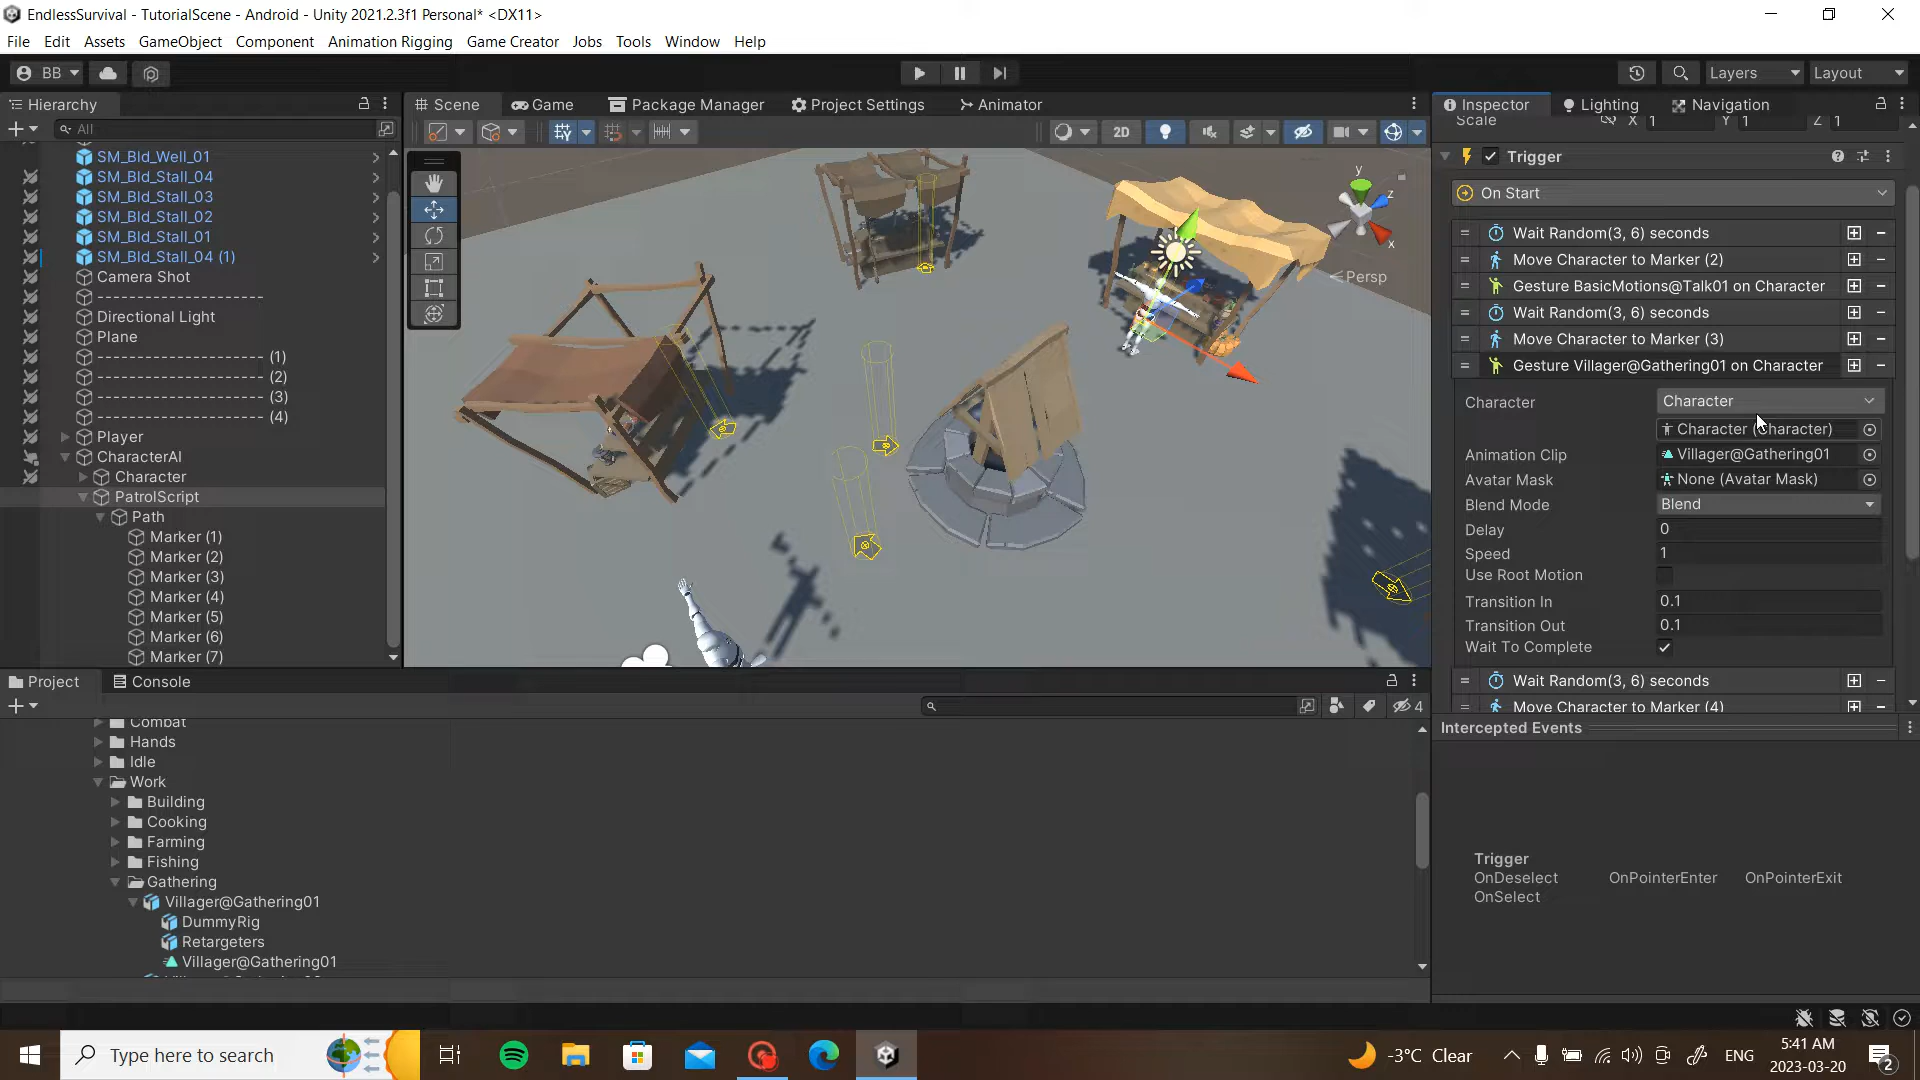 EndlessSurvival - TutorialScene - Android - Unity 2021.2.3f1 Personal* <DX11>
File Edit Assets GameObject Component Animation Rigging Game Creator Jobs Tools Window Help
BB Layers Layout
Hierarchy
All
SM_Bld_Well_01
SM_Bld_Stall_04
SM_Bld_Stall_03
SM_Bld_Stall_02
SM_Bld_Stall_01
SM_Bld_Stall_04 (1)
Camera Shot
----------------------
Directional Light
Plane
---------------------- (1)
---------------------- (2)
---------------------- (3)
---------------------- (4)
Player
CharacterAI
Character
PatrolScript
Path
Marker (1)
Marker (2)
Marker (3)
Marker (4)
Marker (5)
Marker (6)
Marker (7)
Scene Game Package Manager Project Settings Animator
2D
y
z
x
Persp
Inspector Lighting Navigation
Scale X 1 Y 1 Z 1
Trigger
On Start
Wait Random(3, 6) seconds
Move Character to Marker (2)
Gesture BasicMotions@Talk01 on Character
Wait Random(3, 6) seconds
Move Character to Marker (3)
Gesture Villager@Gathering01 on Character
Character Character
Character (Character)
Animation Clip Villager@Gathering01
Avatar Mask None (Avatar Mask)
Blend Mode Blend
Delay 0
Speed 1
Use Root Motion
Transition In 0.1
Transition Out 0.1
Wait To Complete
Wait Random(3, 6) seconds
Move Character to Marker (4)
Intercepted Events
Trigger
OnDeselect OnPointerEnter OnPointerExit
OnSelect
Project Console
4
Combat
Hands
Idle
Work
Building
Cooking
Farming
Fishing
Gathering
Villager@Gathering01
DummyRig
Retargeters
Villager@Gathering01
Type here to search
-3°C Clear
ENG
5:41 AM
2023-03-20
2